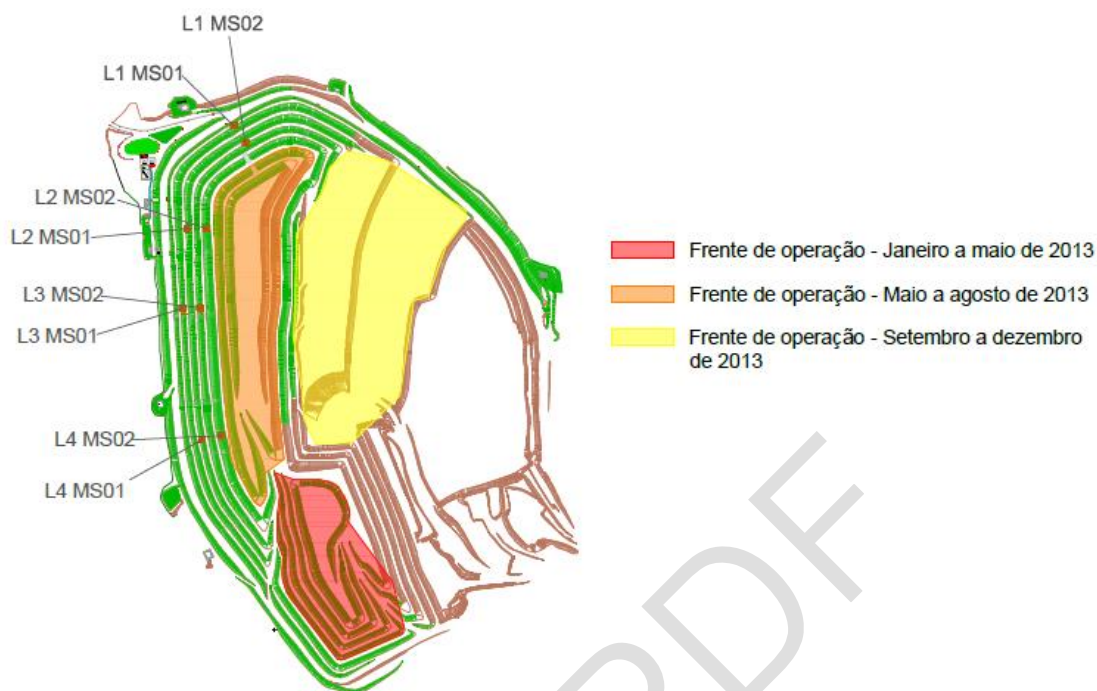 L1 MS02
L1 MS01
L2 MS02
L2 MS01
L3 MS02
L3 MS01
L4 MS02
L4 MS01
Frente de operação - Janeiro a maio de 2013
Frente de operação - Maio a agosto de 2013
Frente de operação - Setembro a dezembro
de 2013
PDF